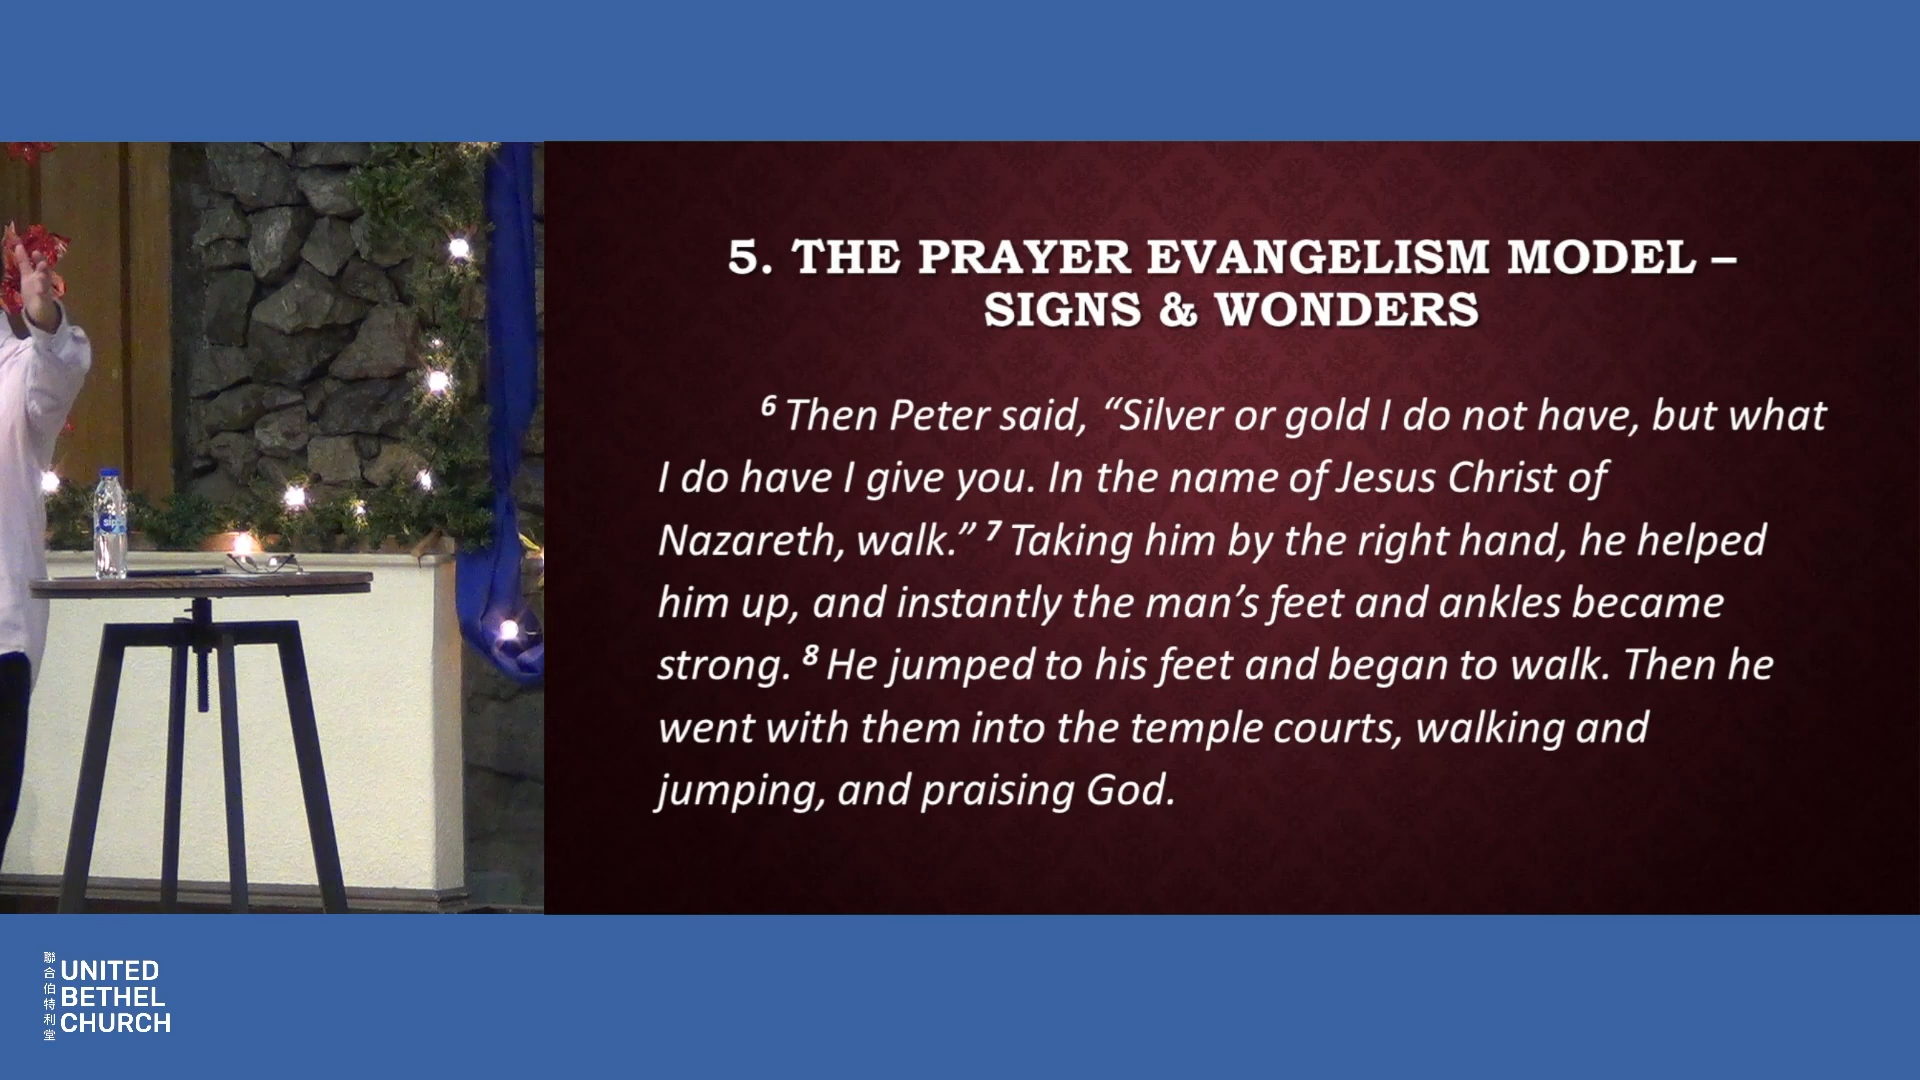 5. THE PRAYER EVANGELISM MODEL –
SIGNS & WONDERS
⁶ Then Peter said, “Silver or gold I do not have, but what
I do have I give you. In the name of Jesus Christ of
Nazareth, walk.” ⁷ Taking him by the right hand, he helped
him up, and instantly the man’s feet and ankles became
strong. ⁸ He jumped to his feet and began to walk. Then he
went with them into the temple courts, walking and
jumping, and praising God.
聯合伯特利堂
UNITED
BETHEL
CHURCH